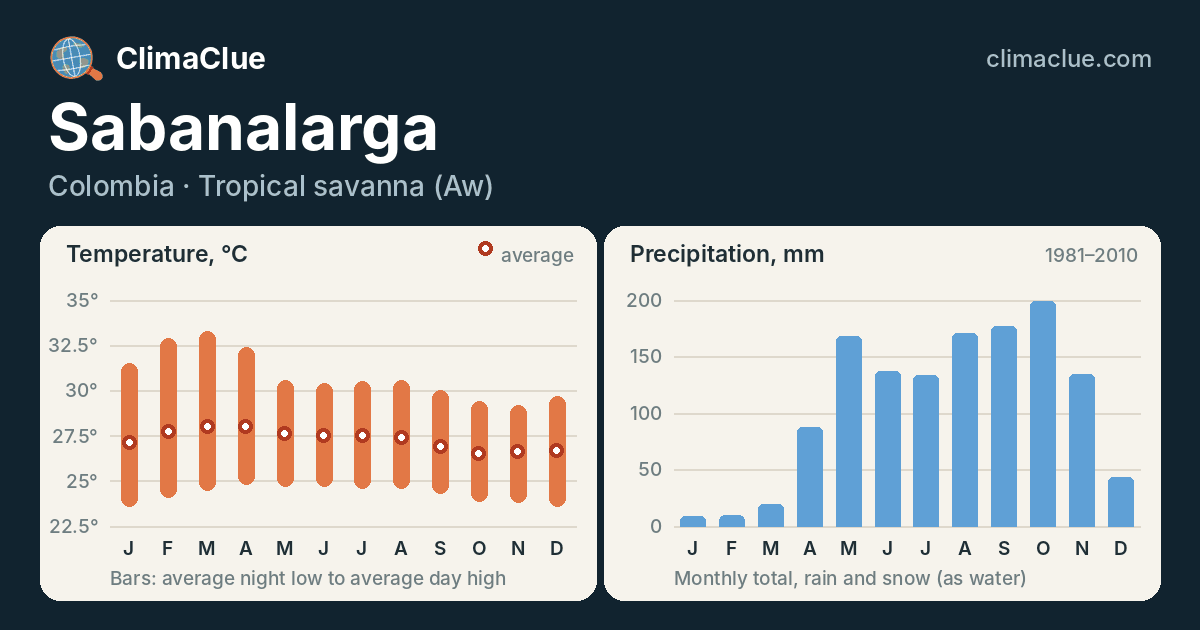 ClimaClue
climaclue.com
Sabanalarga
Colombia · Tropical savanna (Aw)
Temperature, °C
average
35°
32.5°
30°
27.5°
25°
22.5°
J F M A M J J A S O N D
Bars: average night low to average day high
Precipitation, mm
1981–2010
200
150
100
50
0
J F M A M J J A S O N D
Monthly total, rain and snow (as water)